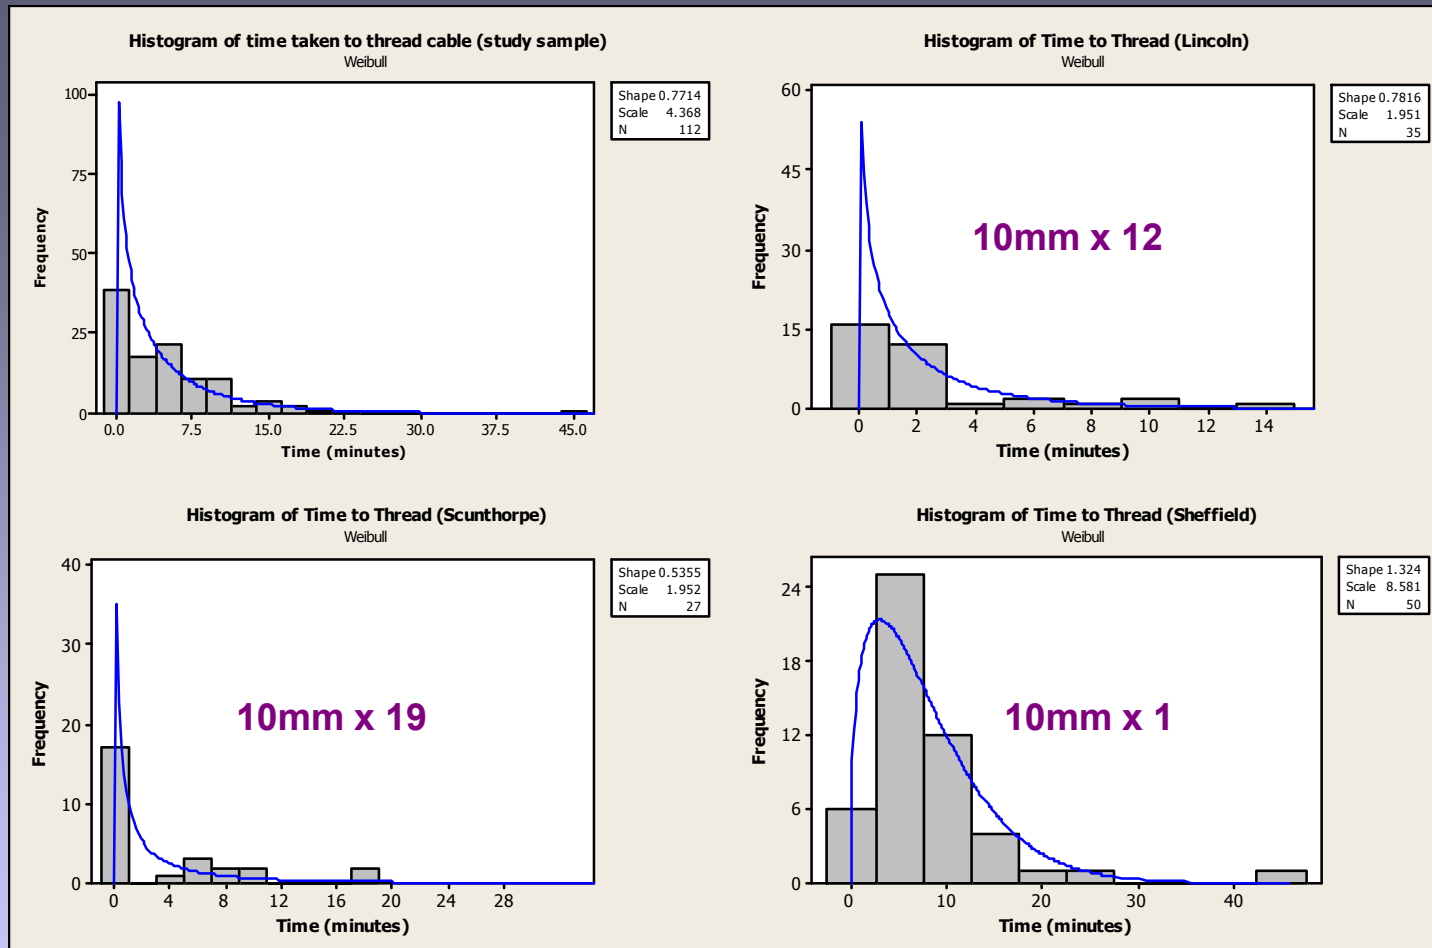 Histogram of time taken to thread cable (study sample)
Weibull
Frequency
100
75
50
25
0
0.0 7.5 15.0 22.5 30.0 37.5 45.0
Time (minutes)
Shape 0.7714
Scale 4.368
N 112
Histogram of Time to Thread (Lincoln)
Weibull
Frequency
60
45
30
15
0
10mm x 12
0 2 4 6 8 10 12 14
Time (minutes)
Shape 0.7816
Scale 1.951
N 35
Histogram of Time to Thread (Scunthorpe)
Weibull
Frequency
40
30
20
10
0
10mm x 19
0 4 8 12 16 20 24 28
Time (minutes)
Shape 0.5355
Scale 1.952
N 27
Histogram of Time to Thread (Sheffield)
Weibull
Frequency
24
18
12
6
0
10mm x 1
0 10 20 30 40
Time (minutes)
Shape 1.324
Scale 8.581
N 50